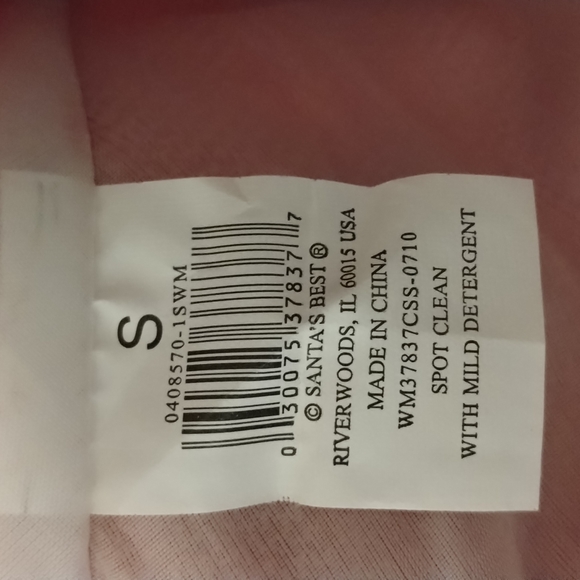 S
0408570-1SWM
0 30075 37837 7
© SANTA'S BEST ®
RIVERWOODS, IL 60015 USA
MADE IN CHINA
WM37837CSS-0710
SPOT CLEAN
WITH MILD DETERGENT